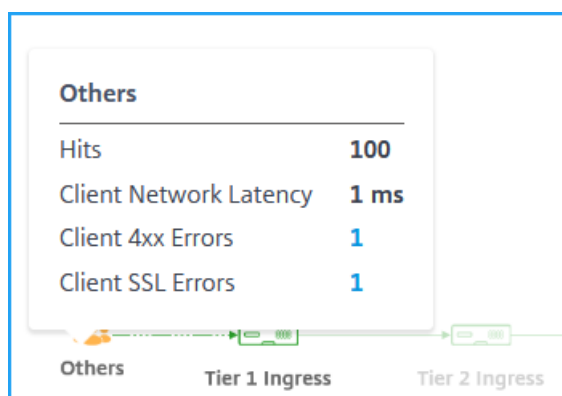 Others
Hits 100
Client Network Latency 1 ms
Client 4xx Errors 1
Client SSL Errors 1
Others
Tier 1 Ingress
Tier 2 Ingress